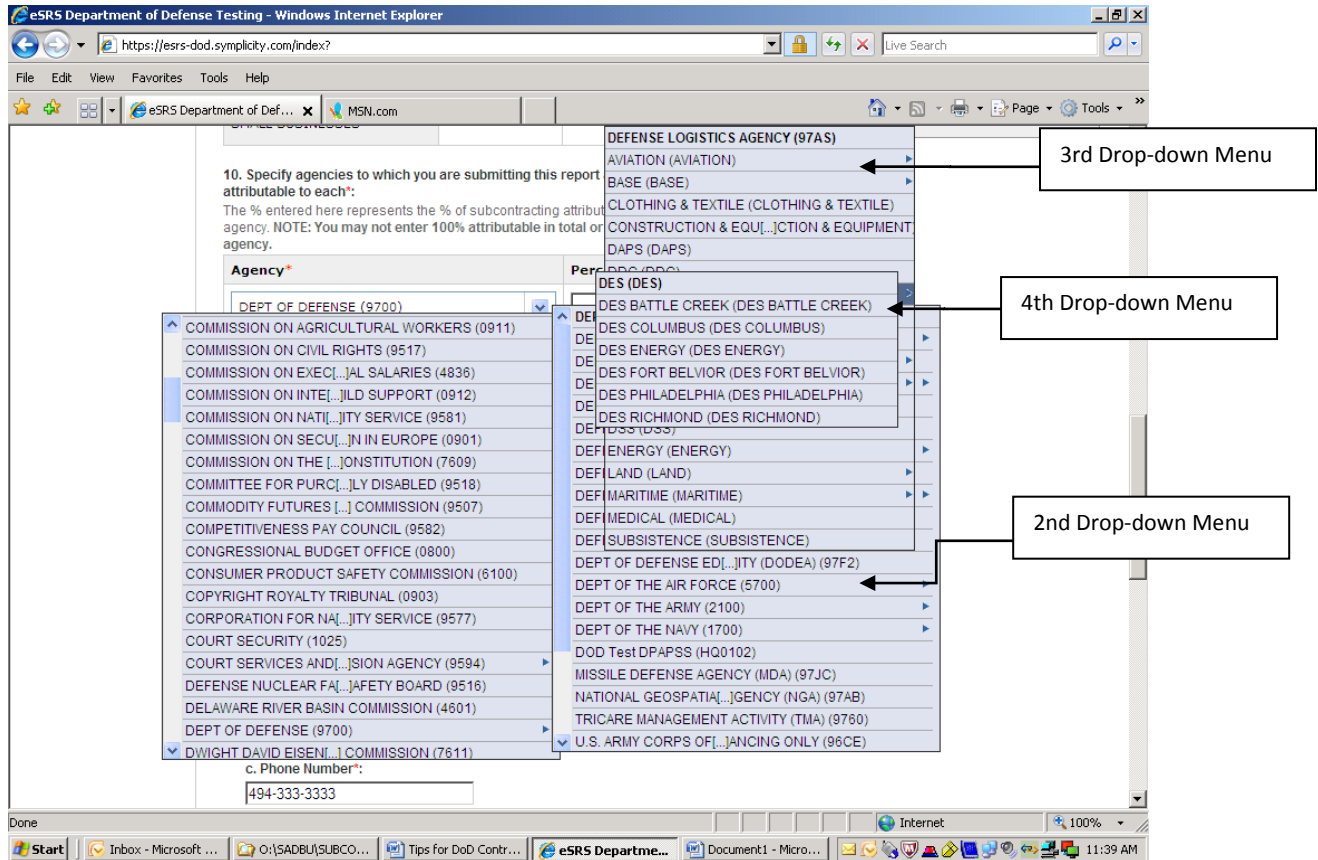 eSRS Department of Defense Testing - Windows Internet Explorer
https://esrs-dod.symplicity.com/index?
Live Search
File Edit View Favorites Tools Help
eSRS Department of Def... MSN.com
Page Tools »
SMALL BUSINESSES
10. Specify agencies to which you are submitting this report
attributable to each*:
The % entered here represents the % of subcontracting attribut
agency. NOTE: You may not enter 100% attributable in total or
agency.
Agency*
Perc
DEPT OF DEFENSE (9700)
COMMISSION ON AGRICULTURAL WORKERS (0911)
COMMISSION ON CIVIL RIGHTS (9517)
COMMISSION ON EXEC[...]AL SALARIES (4836)
COMMISSION ON INTE[...]ILD SUPPORT (0912)
COMMISSION ON NATI[...]ITY SERVICE (9581)
COMMISSION ON SECU[...]N IN EUROPE (0901)
COMMISSION ON THE [...]ONSTITUTION (7609)
COMMITTEE FOR PURC[...]LY DISABLED (9518)
COMMODITY FUTURES [...] COMMISSION (9507)
COMPETITIVENESS PAY COUNCIL (9582)
CONGRESSIONAL BUDGET OFFICE (0800)
CONSUMER PRODUCT SAFETY COMMISSION (6100)
COPYRIGHT ROYALTY TRIBUNAL (0903)
CORPORATION FOR NA[...]ITY SERVICE (9577)
COURT SECURITY (1025)
COURT SERVICES AND[...]SION AGENCY (9594)
DEFENSE NUCLEAR FA[...]AFETY BOARD (9516)
DELAWARE RIVER BASIN COMMISSION (4601)
DEPT OF DEFENSE (9700)
DWIGHT DAVID EISEN[...] COMMISSION (7611)
DEFENSE LOGISTICS AGENCY (97AS)
AVIATION (AVIATION)
BASE (BASE)
CLOTHING & TEXTILE (CLOTHING & TEXTILE)
CONSTRUCTION & EQU[...]CTION & EQUIPMENT)
DAPS (DAPS)
DDC (DDC)
DES (DES)
DES BATTLE CREEK (DES BATTLE CREEK)
DES COLUMBUS (DES COLUMBUS)
DES ENERGY (DES ENERGY)
DES FORT BELVIOR (DES FORT BELVIOR)
DES PHILADELPHIA (DES PHILADELPHIA)
DES RICHMOND (DES RICHMOND)
DSS (DSS)
ENERGY (ENERGY)
LAND (LAND)
MARITIME (MARITIME)
MEDICAL (MEDICAL)
SUBSISTENCE (SUBSISTENCE)
DEPT OF DEFENSE ED[...]ITY (DODEA) (97F2)
DEPT OF THE AIR FORCE (5700)
DEPT OF THE ARMY (2100)
DEPT OF THE NAVY (1700)
DOD Test DPAPSS (HQ0102)
MISSILE DEFENSE AGENCY (MDA) (97JC)
NATIONAL GEOSPATIA[...]GENCY (NGA) (97AB)
TRICARE MANAGEMENT ACTIVITY (TMA) (9760)
U.S. ARMY CORPS OF[...]ANCING ONLY (96CE)
3rd Drop-down Menu
4th Drop-down Menu
2nd Drop-down Menu
c. Phone Number*:
494-333-3333
Done
Internet
100%
Start Inbox - Microsoft ... O:\SADBU\SUBCO... Tips for DoD Contr... eSRS Departme... Document1 - Micro... 11:39 AM